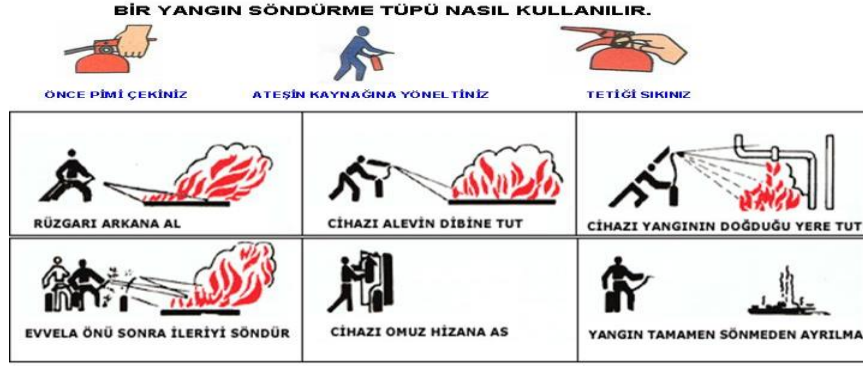 BİR YANGIN SÖNDÜRME TÜPÜ NASIL KULLANILIR.
ÖNCE PİMİ ÇEKİNİZ
ATEŞİN KAYNAĞINA YÖNELTİNİZ
TETİĞİ SIKINIZ
RÜZGARI ARKANA AL
CİHAZI ALEVİN DİBİNE TUT
CİHAZI YANGININ DOĞDUĞU YERE TUT
EVVELA ÖNÜ SONRA İLERİYİ SÖNDÜR
CİHAZI OMUZ HİZANA AS
YANGIN TAMAMEN SÖNMEDEN AYRILMA